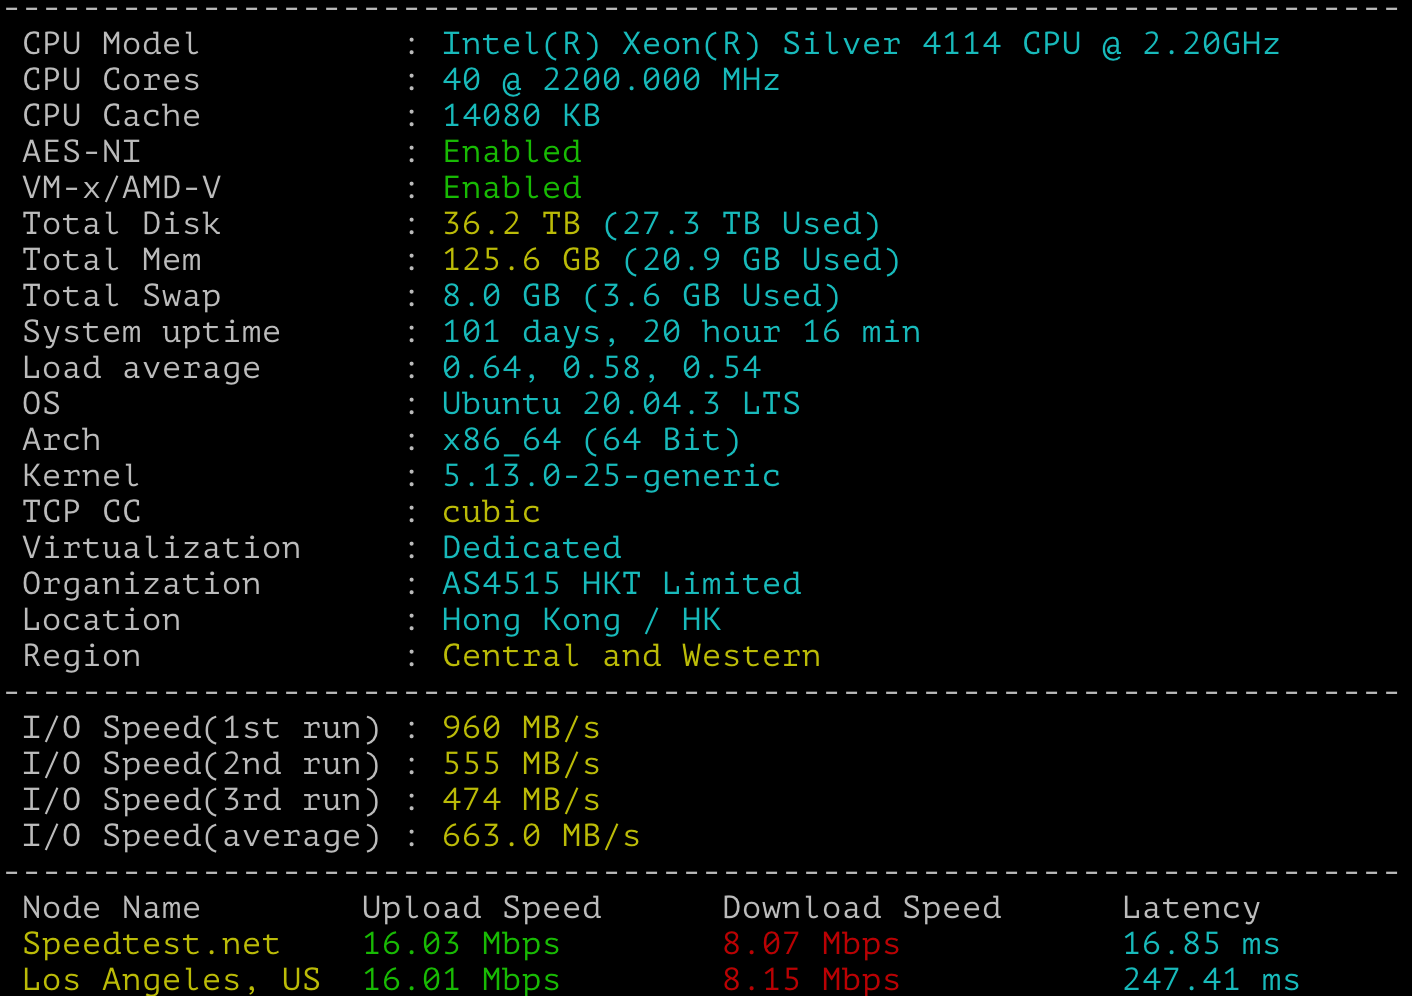 ----------------------------------------------------------------------
CPU Model : Intel(R) Xeon(R) Silver 4114 CPU @ 2.20GHz
CPU Cores : 40 @ 2200.000 MHz
CPU Cache : 14080 KB
AES-NI : Enabled
VM-x/AMD-V : Enabled
Total Disk : 36.2 TB (27.3 TB Used)
Total Mem : 125.6 GB (20.9 GB Used)
Total Swap : 8.0 GB (3.6 GB Used)
System uptime : 101 days, 20 hour 16 min
Load average : 0.64, 0.58, 0.54
OS : Ubuntu 20.04.3 LTS
Arch : x86_64 (64 Bit)
Kernel : 5.13.0-25-generic
TCP CC : cubic
Virtualization : Dedicated
Organization : AS4515 HKT Limited
Location : Hong Kong / HK
Region : Central and Western
----------------------------------------------------------------------
I/O Speed(1st run) : 960 MB/s
I/O Speed(2nd run) : 555 MB/s
I/O Speed(3rd run) : 474 MB/s
I/O Speed(average) : 663.0 MB/s
----------------------------------------------------------------------
Node Name Upload Speed Download Speed Latency
Speedtest.net 16.03 Mbps 8.07 Mbps 16.85 ms
Los Angeles, US 16.01 Mbps 8.15 Mbps 247.41 ms